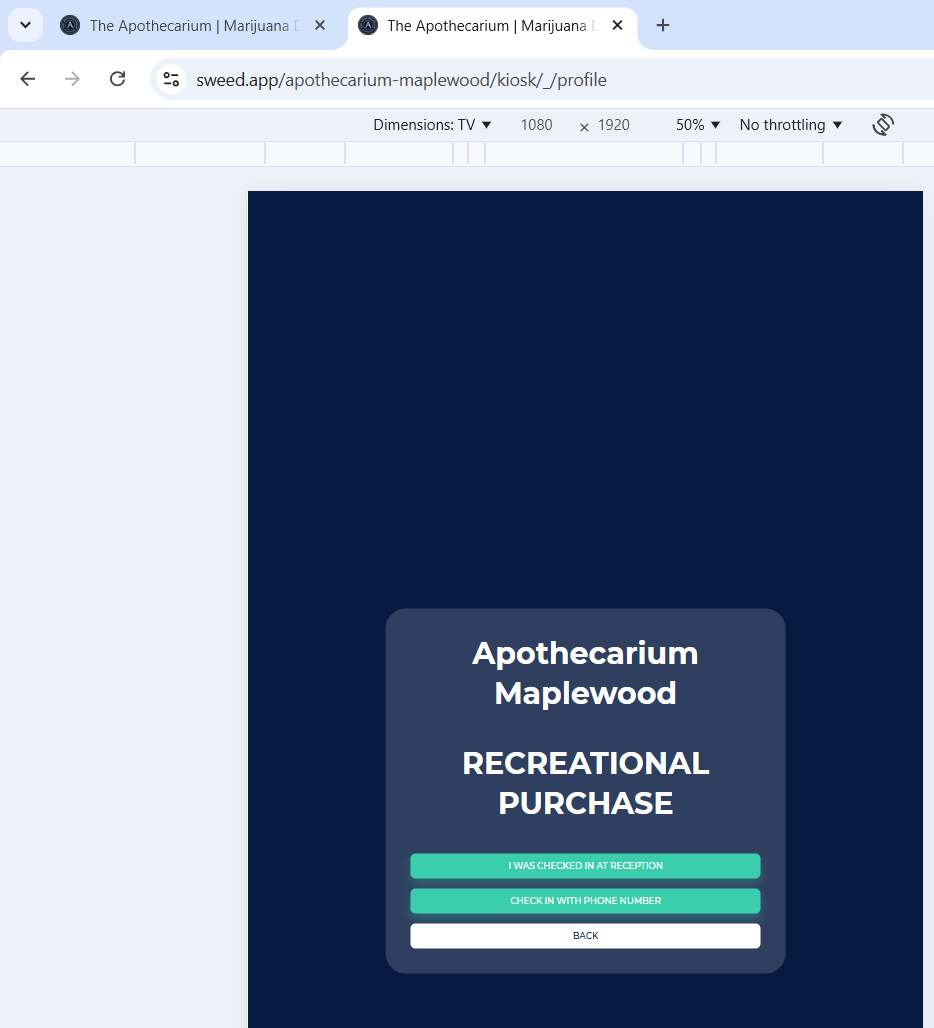 The Apothecarium | Marijuana
The Apothecarium | Marijuana
sweed.app/apothecarium-maplewood/kiosk/_/profile
Dimensions: TV 1080 × 1920 50% No throttling
Apothecarium
Maplewood
RECREATIONAL
PURCHASE
I WAS CHECKED IN AT RECEPTION
CHECK IN WITH PHONE NUMBER
BACK